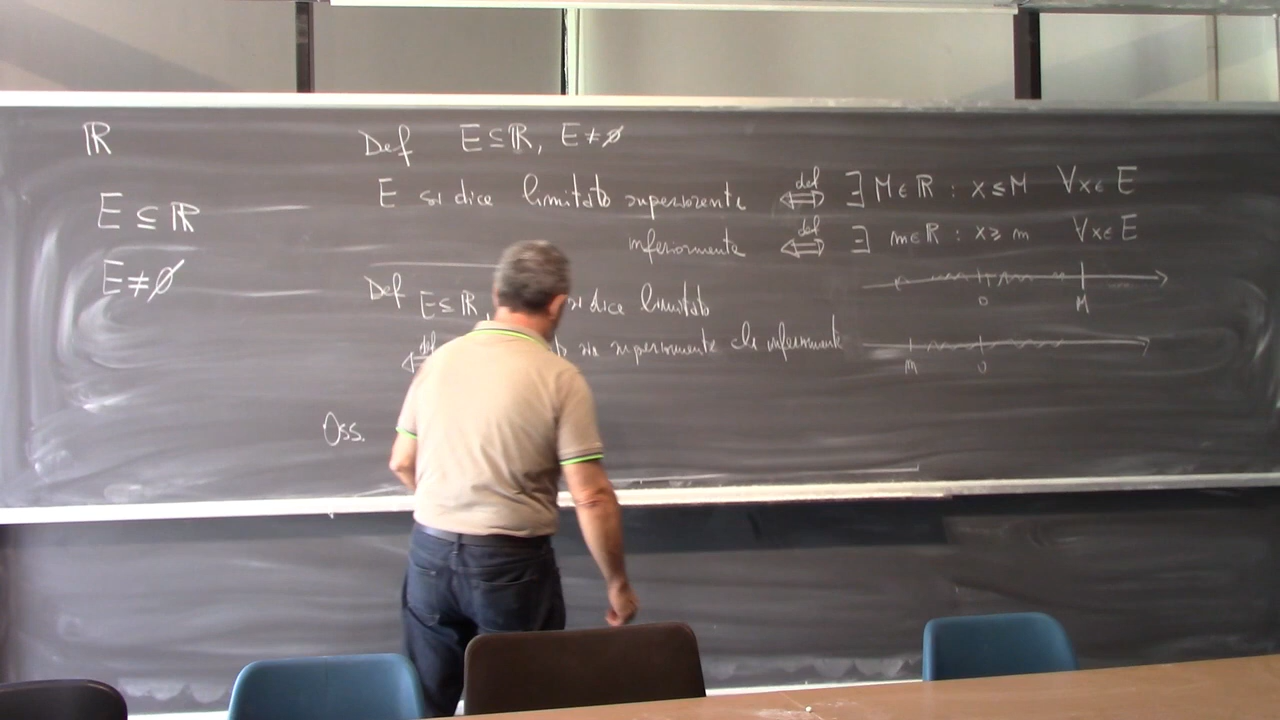 ℝ
E ⊆ ℝ
E ≠ ∅
Def E ⊆ ℝ, E ≠ ∅
E si dice limitato superiorente ⟺ def ∃ M ∈ ℝ : x ≤ M ∀x ∈ E
inferiormente ⟺ def ∃ m ∈ ℝ : x ≥ m ∀x ∈ E
Def E ⊆ ℝ, si dice limitato
def sia superiormente che inferiormente
0 M
m 0
Oss.